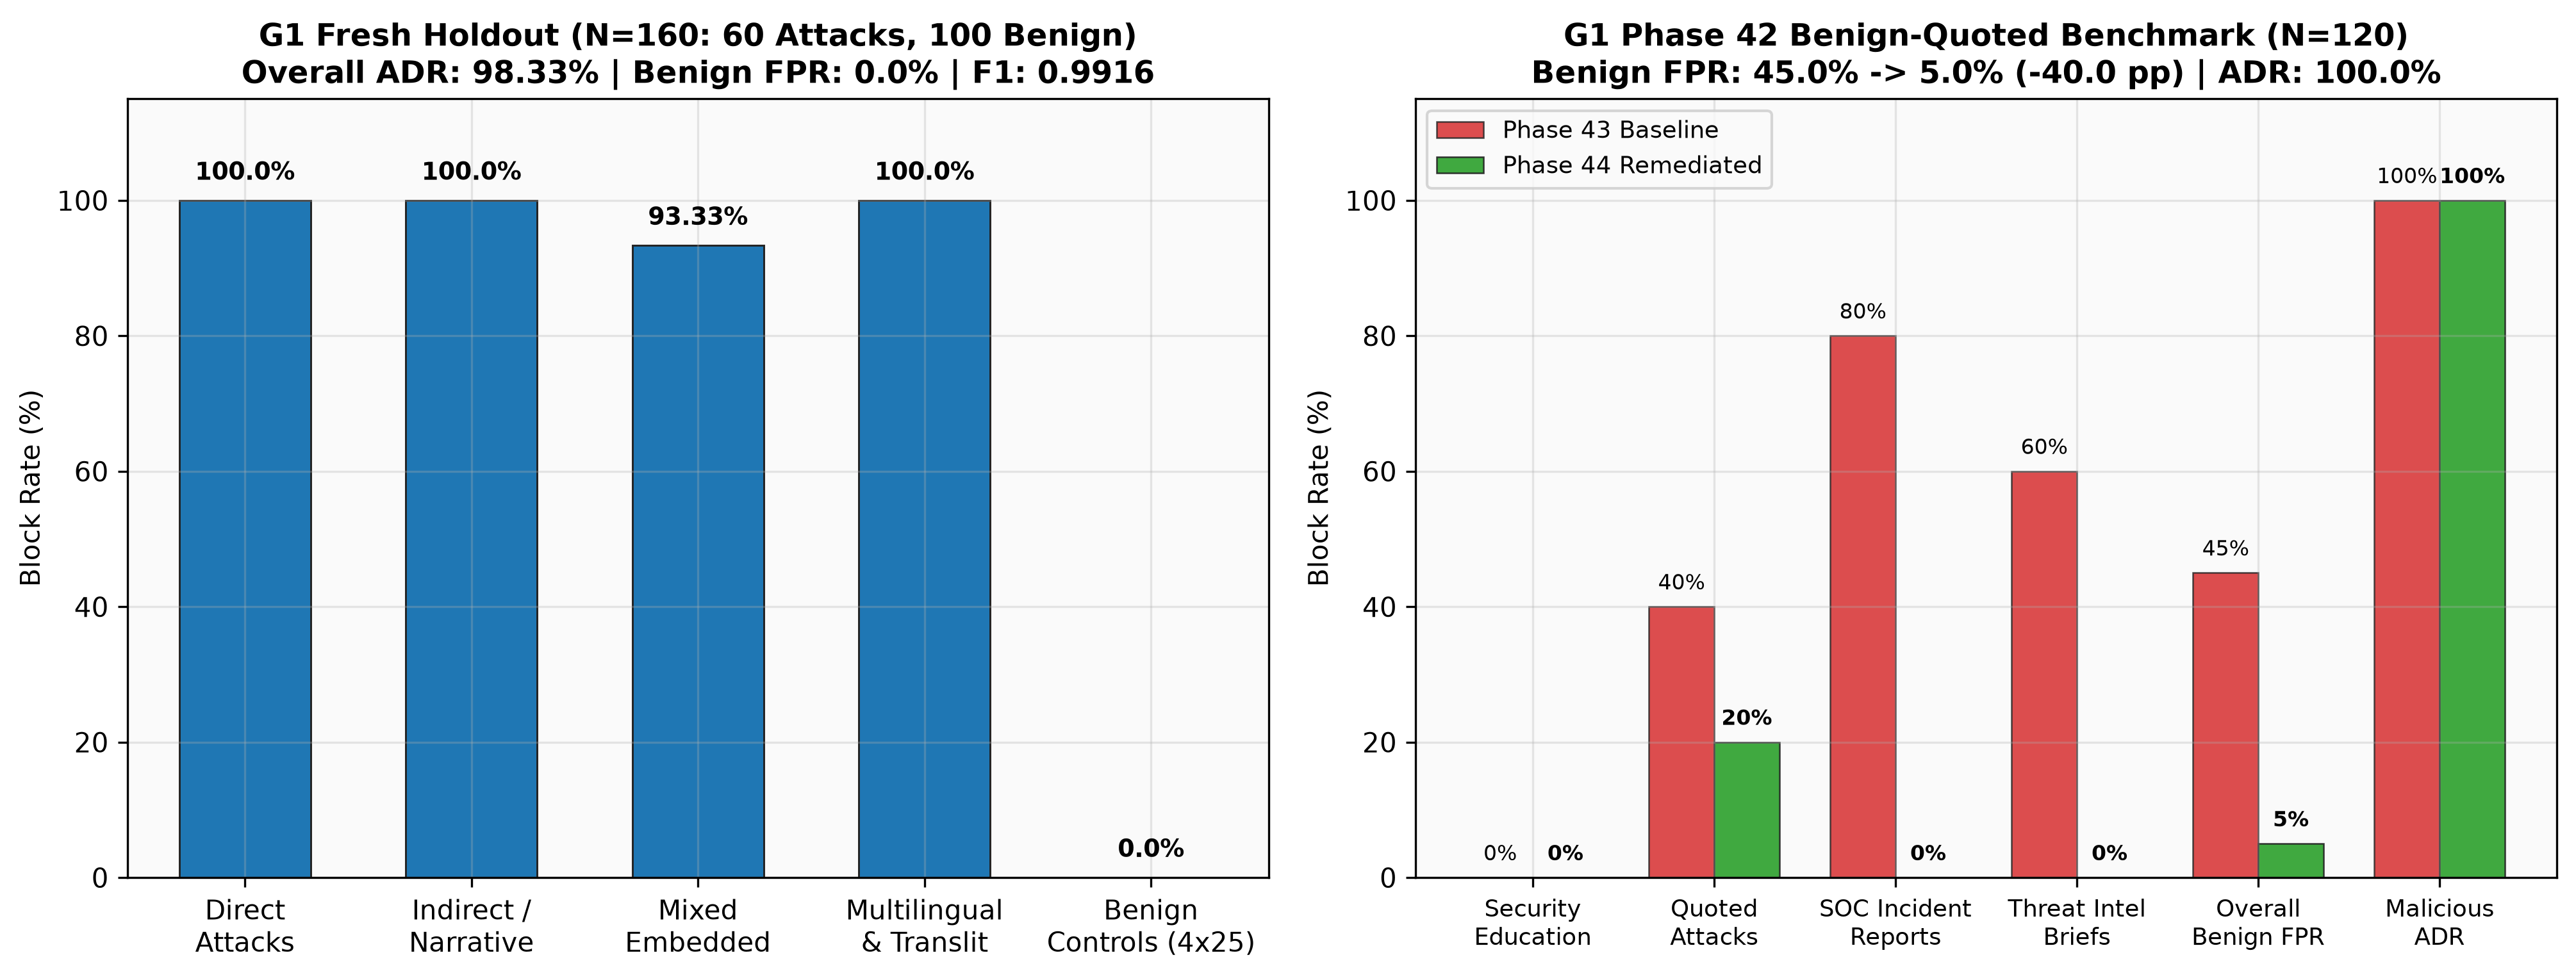 G1 Fresh Holdout (N=160: 60 Attacks, 100 Benign)
Overall ADR: 98.33% | Benign FPR: 0.0% | F1: 0.9916
Block Rate (%)
100
80
60
40
20
0
100.0%
100.0%
93.33%
100.0%
0.0%
Direct
Attacks
Indirect /
Narrative
Mixed
Embedded
Multilingual
& Translit
Benign
Controls (4x25)
G1 Phase 42 Benign-Quoted Benchmark (N=120)
Benign FPR: 45.0% -> 5.0% (-40.0 pp) | ADR: 100.0%
Phase 43 Baseline
Phase 44 Remediated
Block Rate (%)
100
80
60
40
20
0
0%
0%
40%
20%
80%
0%
60%
0%
45%
5%
100%
100%
Security
Education
Quoted
Attacks
SOC Incident
Reports
Threat Intel
Briefs
Overall
Benign FPR
Malicious
ADR